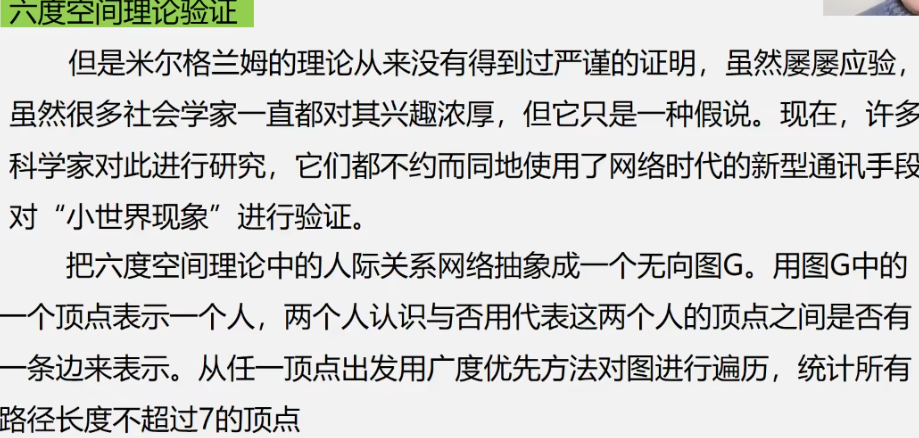 六度空间理论验证
但是米尔格兰姆的理论从来没有得到过严谨的证明，虽然屡屡应验，
虽然很多社会学家一直都对其兴趣浓厚，但它只是一种假说。现在，许多
科学家对此进行研究，它们都不约而同地使用了网络时代的新型通讯手段
对“小世界现象”进行验证。
把六度空间理论中的人际关系网络抽象成一个无向图G。用图G中的
一个顶点表示一个人，两个人认识与否用代表这两个人的顶点之间是否有
一条边来表示。从任一顶点出发用广度优先方法对图进行遍历，统计所有
路径长度不超过7的顶点